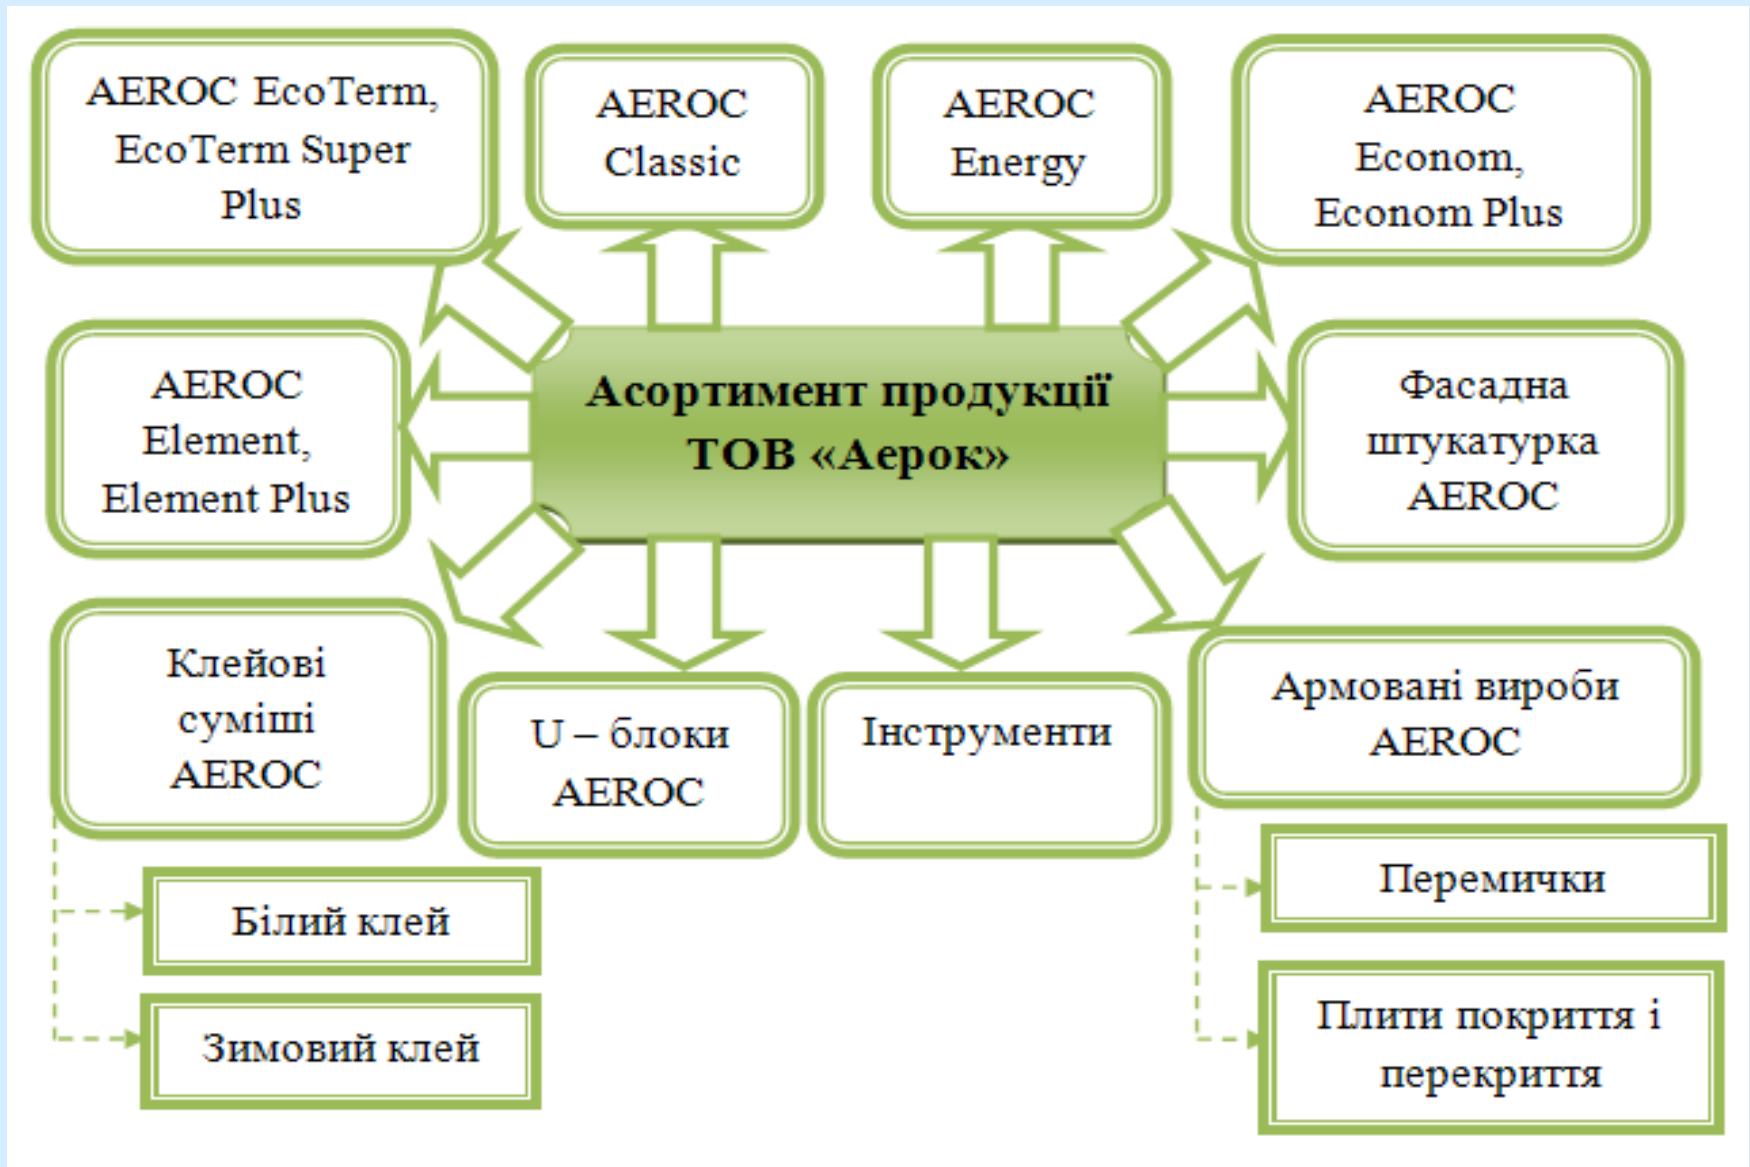 AEROC EcoTerm,
EcoTerm Super
Plus
AEROC
Classic
AEROC
Energy
AEROC
Econom,
Econom Plus
AEROC
Element,
Element Plus
Асортимент продукції
ТОВ «Аерок»
Фасадна
штукатурка
AEROC
Клейові
суміші
AEROC
U – блоки
AEROC
Інструменти
Армовані вироби
AEROC
Білий клей
Зимовий клей
Перемички
Плити покриття і
перекриття